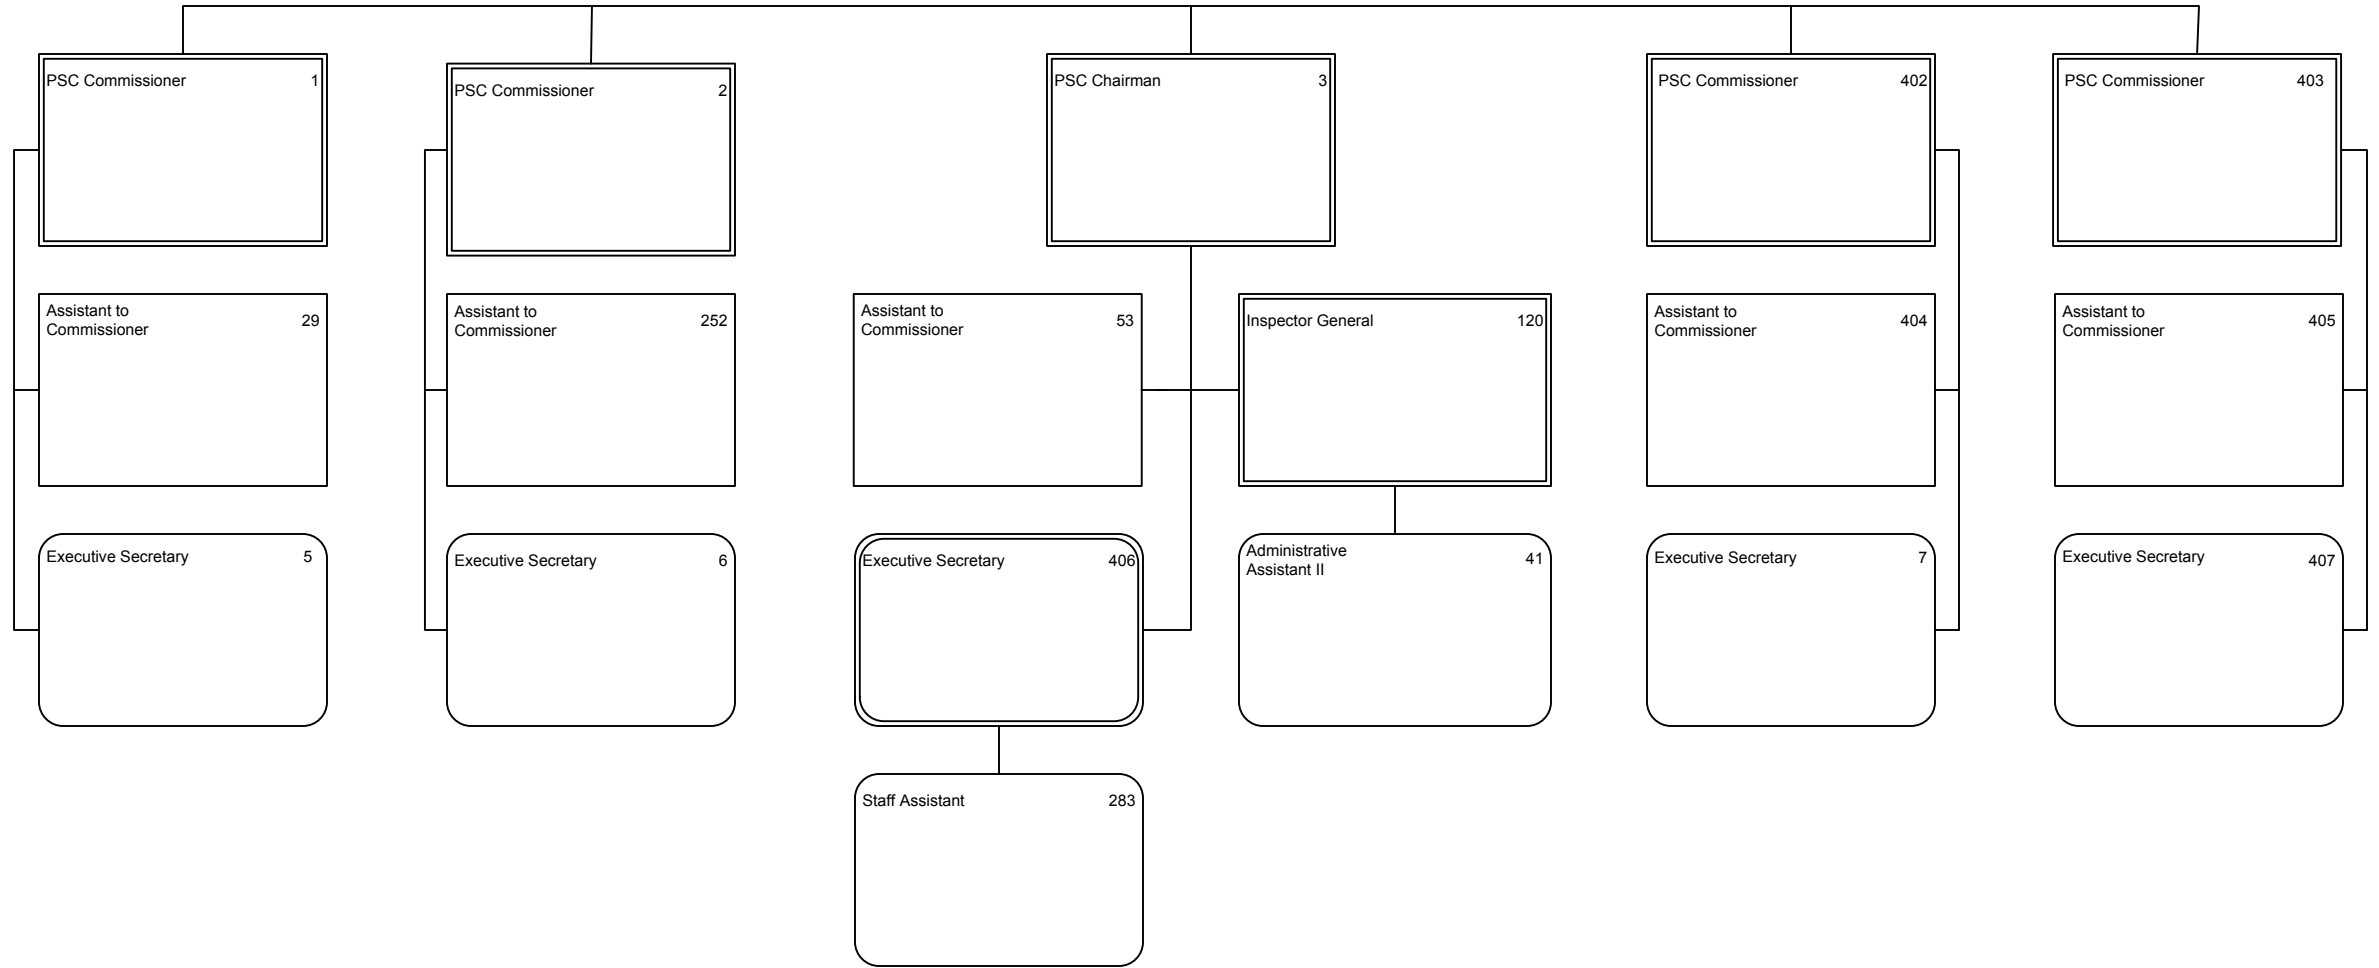 PSC Commissioner 1
PSC Commissioner 2
PSC Chairman 3
PSC Commissioner 402
PSC Commissioner 403
Assistant to
Commissioner 29
Assistant to
Commissioner 252
Assistant to
Commissioner 53
Inspector General 120
Assistant to
Commissioner 404
Assistant to
Commissioner 405
Executive Secretary 5
Executive Secretary 6
Executive Secretary 406
Administrative
Assistant II 41
Executive Secretary 7
Executive Secretary 407
Staff Assistant 283